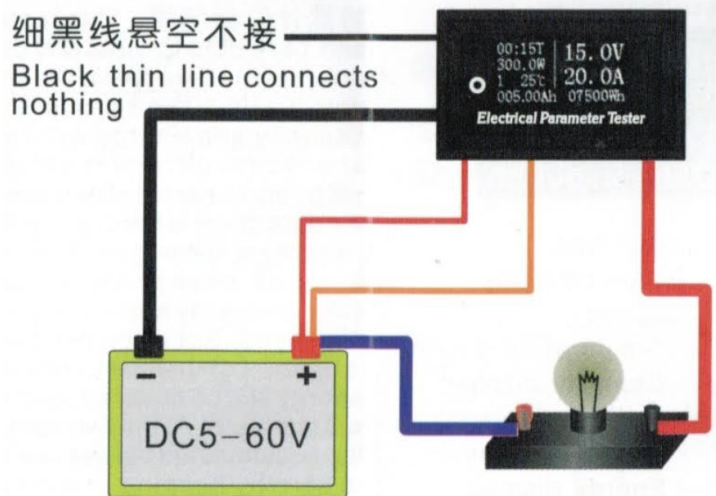 细黑线悬空不接
Black thin line connects
nothing
00:15T
300.0W
1 25℃
005.00Ah 07500Wh
15.0V
20.0A
Electrical Parameter Tester
- +
DC5-60V